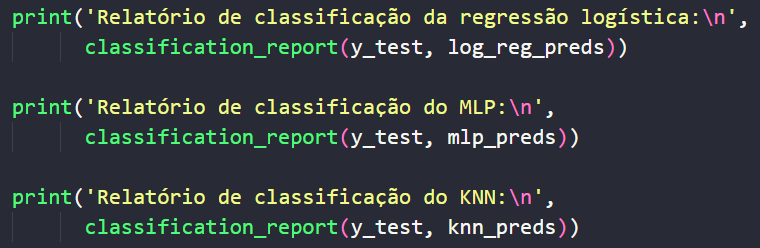 print('Relatório de classificação da regressão logística:\n',
      classification_report(y_test, log_reg_preds))
print('Relatório de classificação do MLP:\n',
      classification_report(y_test, mlp_preds))
print('Relatório de classificação do KNN:\n',
      classification_report(y_test, knn_preds))